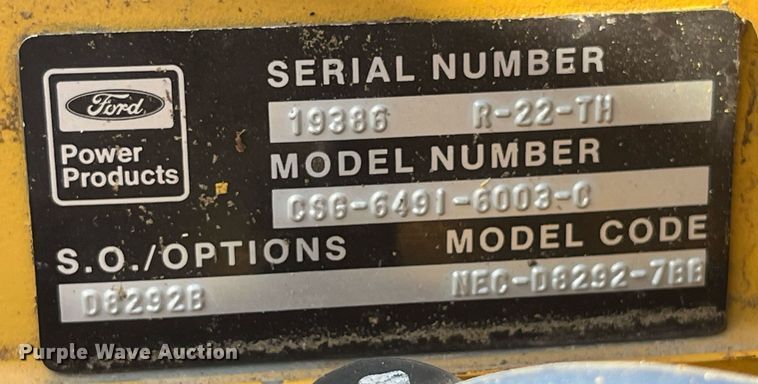 Ford
Power
Products
SERIAL NUMBER
19386 R-22-TH
MODEL NUMBER
CSG-649I-6003-C
S.O./OPTIONS
D8292B
MODEL CODE
NEC-D8292-7BB
Purple Wave Auction